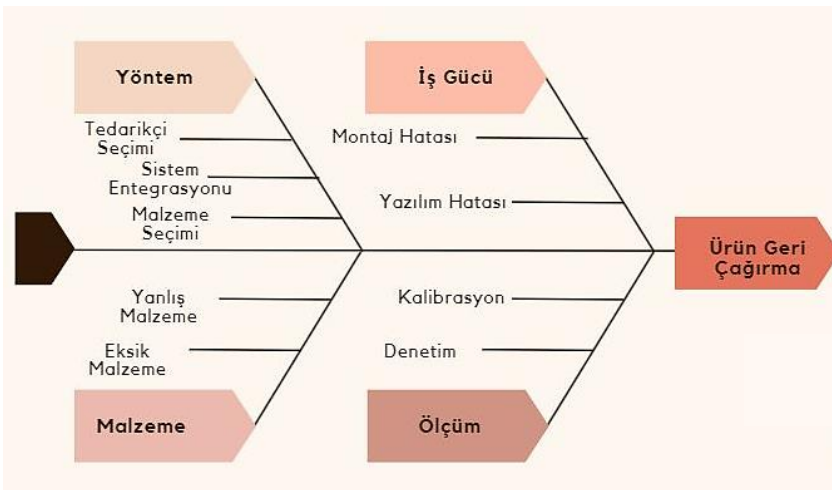 Yöntem
İş Gücü
Tedarikçi
Seçimi
Sistem
Entegrasyonu
Malzeme
Seçimi
Montaj Hatası
Yazılım Hatası
Ürün Geri
Çağırma
Yanlış
Malzeme
Eksik
Malzeme
Kalibrasyon
Denetim
Malzeme
Ölçüm